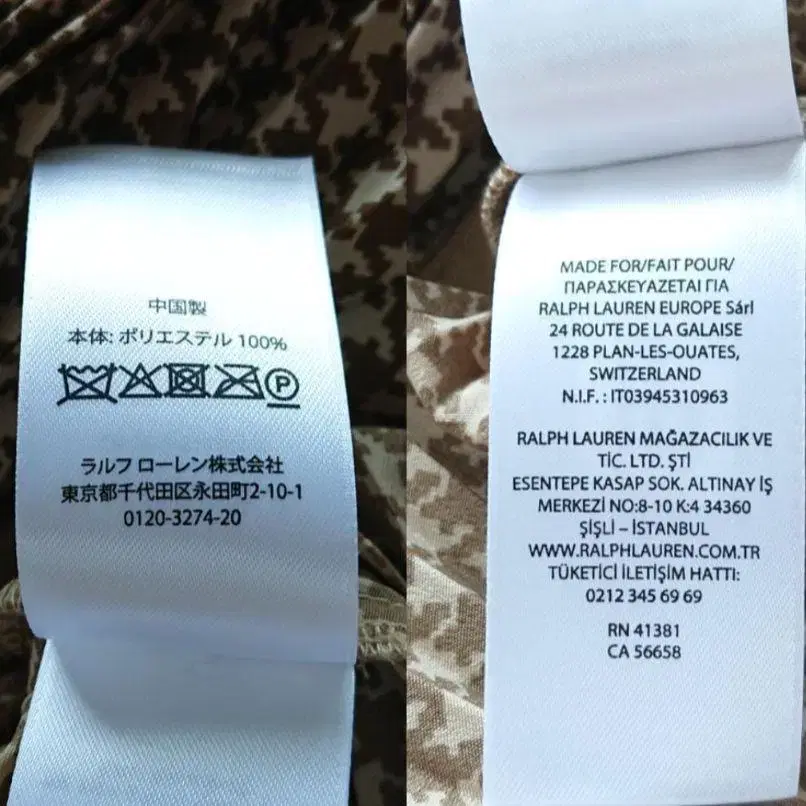 中国製
本体: ポリエステル 100%
P
ラルフ ローレン株式会社
東京都千代田区永田町2-10-1
0120-3274-20
MADE FOR/FAIT POUR/
ΠΑΡΑΣΚΕΥΑΖΕΤΑΙ ΓΙΑ
RALPH LAUREN EUROPE Sárl
24 ROUTE DE LA GALAISE
1228 PLAN-LES-OUATES,
SWITZERLAND
N.I.F. : IT03945310963
RALPH LAUREN MAĞAZACILIK VE
TİC. LTD. ŞTİ
ESENTEPE KASAP SOK. ALTINAY İŞ
MERKEZİ NO:8-10 K:4 34360
ŞİŞLİ – İSTANBUL
WWW.RALPHLAUREN.COM.TR
TÜKETİCİ İLETİŞİM HATTI:
0212 345 69 69
RN 41381
CA 56658